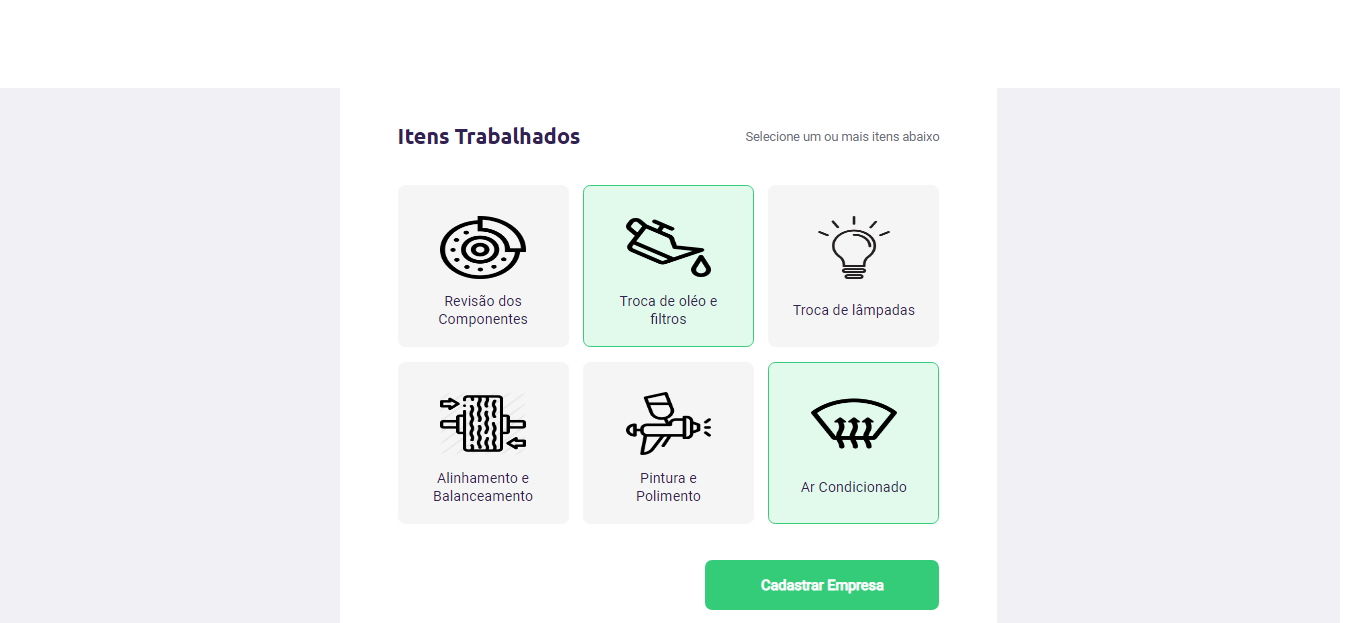 Itens Trabalhados
Selecione um ou mais itens abaixo
Revisão dos
Componentes
Troca de oléo e
filtros
Troca de lâmpadas
Alinhamento e
Balanceamento
Pintura e
Polimento
Ar Condicionado
Cadastrar Empresa